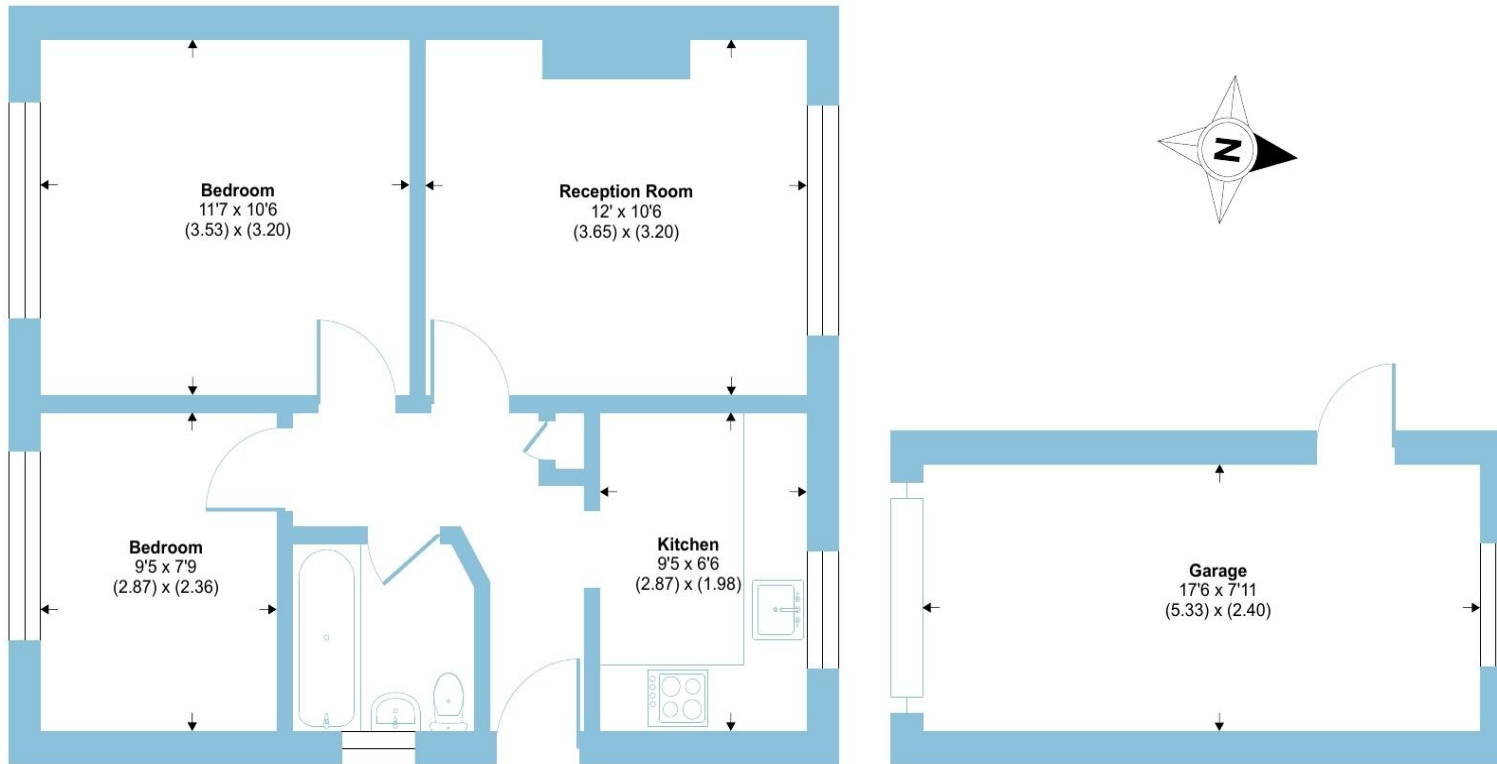 Bedroom
11'7 x 10'6
(3.53) x (3.20)
Reception Room
12' x 10'6
(3.65) x (3.20)
N
Bedroom
9'5 x 7'9
(2.87) x (2.36)
Kitchen
9'5 x 6'6
(2.87) x (1.98)
Garage
17'6 x 7'11
(5.33) x (2.40)